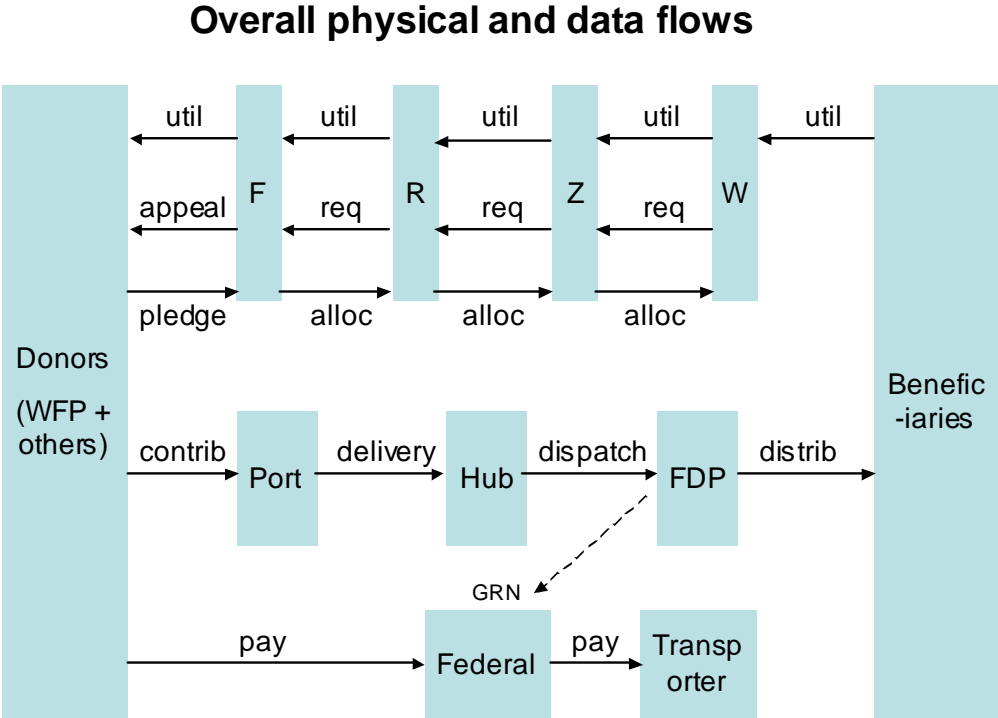 Overall physical and data flows
util util util util util
F R Z W
appeal req req req
pledge alloc alloc alloc
Donors
(WFP +
others)
Benefic
-iaries
contrib delivery dispatch distrib
Port Hub FDP
GRN
pay pay
Federal
Transp
orter